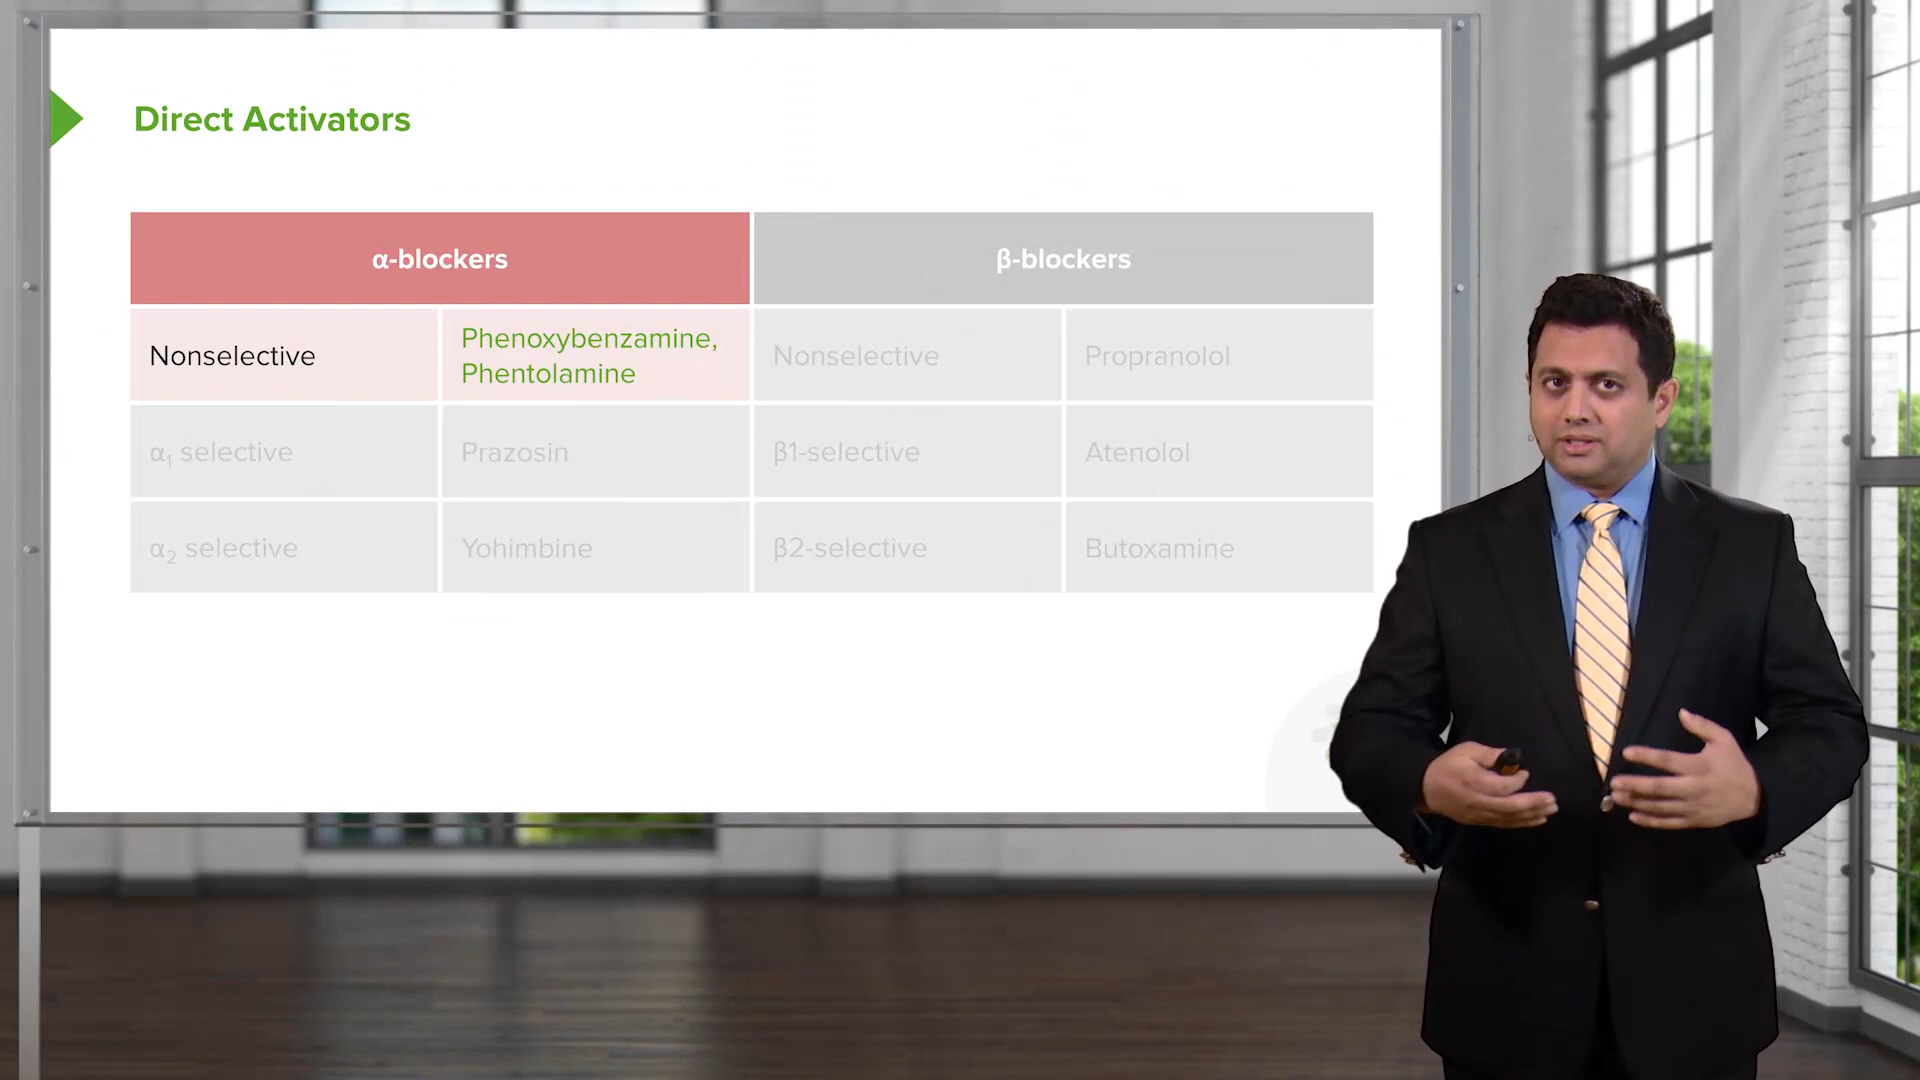 Direct Activators
α-blockers
β-blockers
Nonselective
Phenoxybenzamine,
Phentolamine
Nonselective
Propranolol
α₁ selective
Prazosin
β1-selective
Atenolol
α₂ selective
Yohimbine
β2-selective
Butoxamine